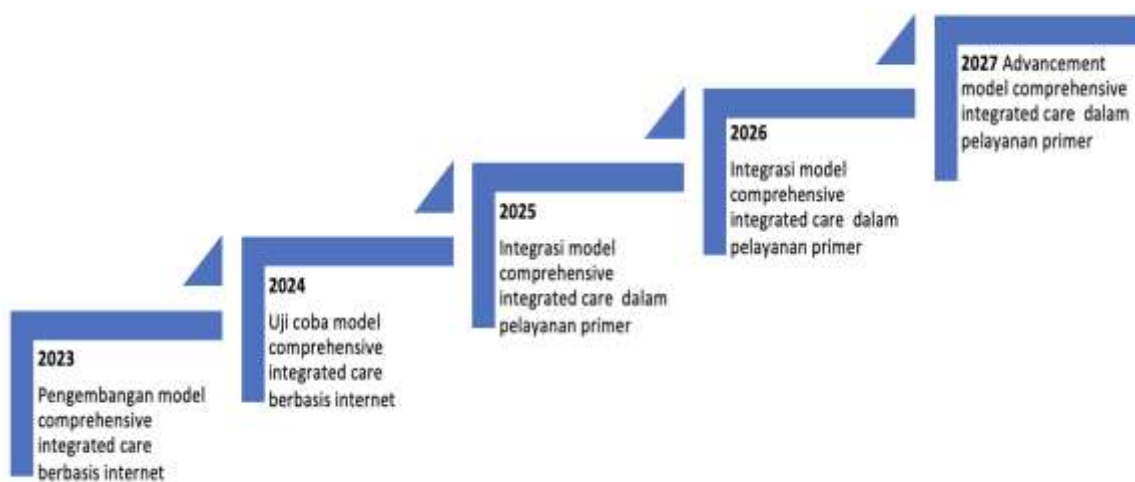 2023
Pengembangan model
comprehensive
integrated care
berbasis internet
2024
Uji coba model
comprehensive
integrated care
berbasis internet
2025
Integrasi model
comprehensive
integrated care dalam
pelayanan primer
2026
Integrasi model
comprehensive
integrated care dalam
pelayanan primer
2027 Advancement
model comprehensive
integrated care dalam
pelayanan primer